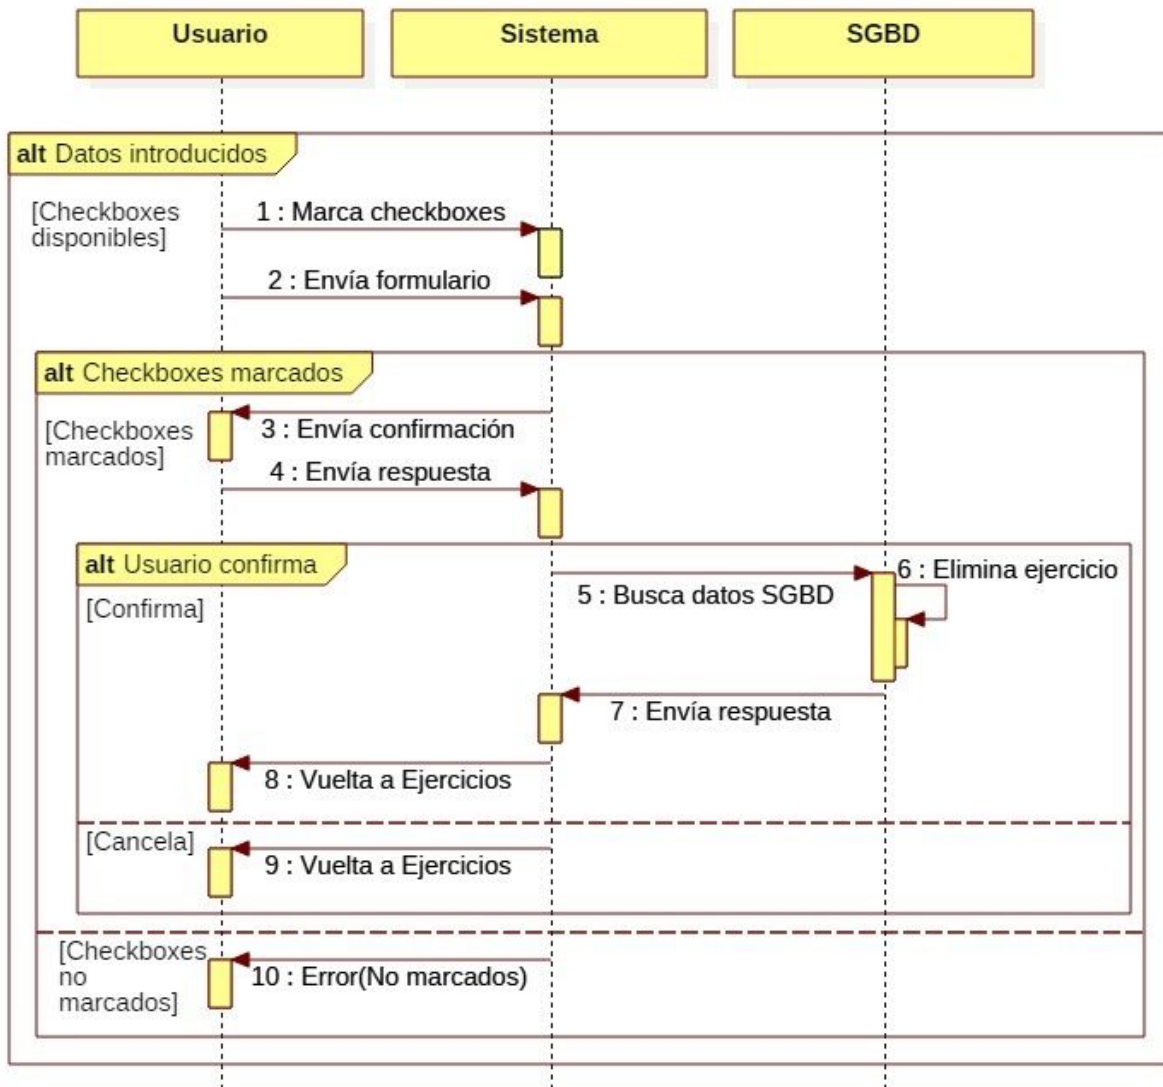 Usuario
Sistema
SGBD
alt Datos introducidos
[Checkboxes
disponibles]
1 : Marca checkboxes
2 : Envía formulario
alt Checkboxes marcados
[Checkboxes
marcados]
3 : Envía confirmación
4 : Envía respuesta
alt Usuario confirma
[Confirma]
5 : Busca datos SGBD
6 : Elimina ejercicio
7 : Envía respuesta
8 : Vuelta a Ejercicios
[Cancela]
9 : Vuelta a Ejercicios
[Checkboxes
no
marcados]
10 : Error(No marcados)